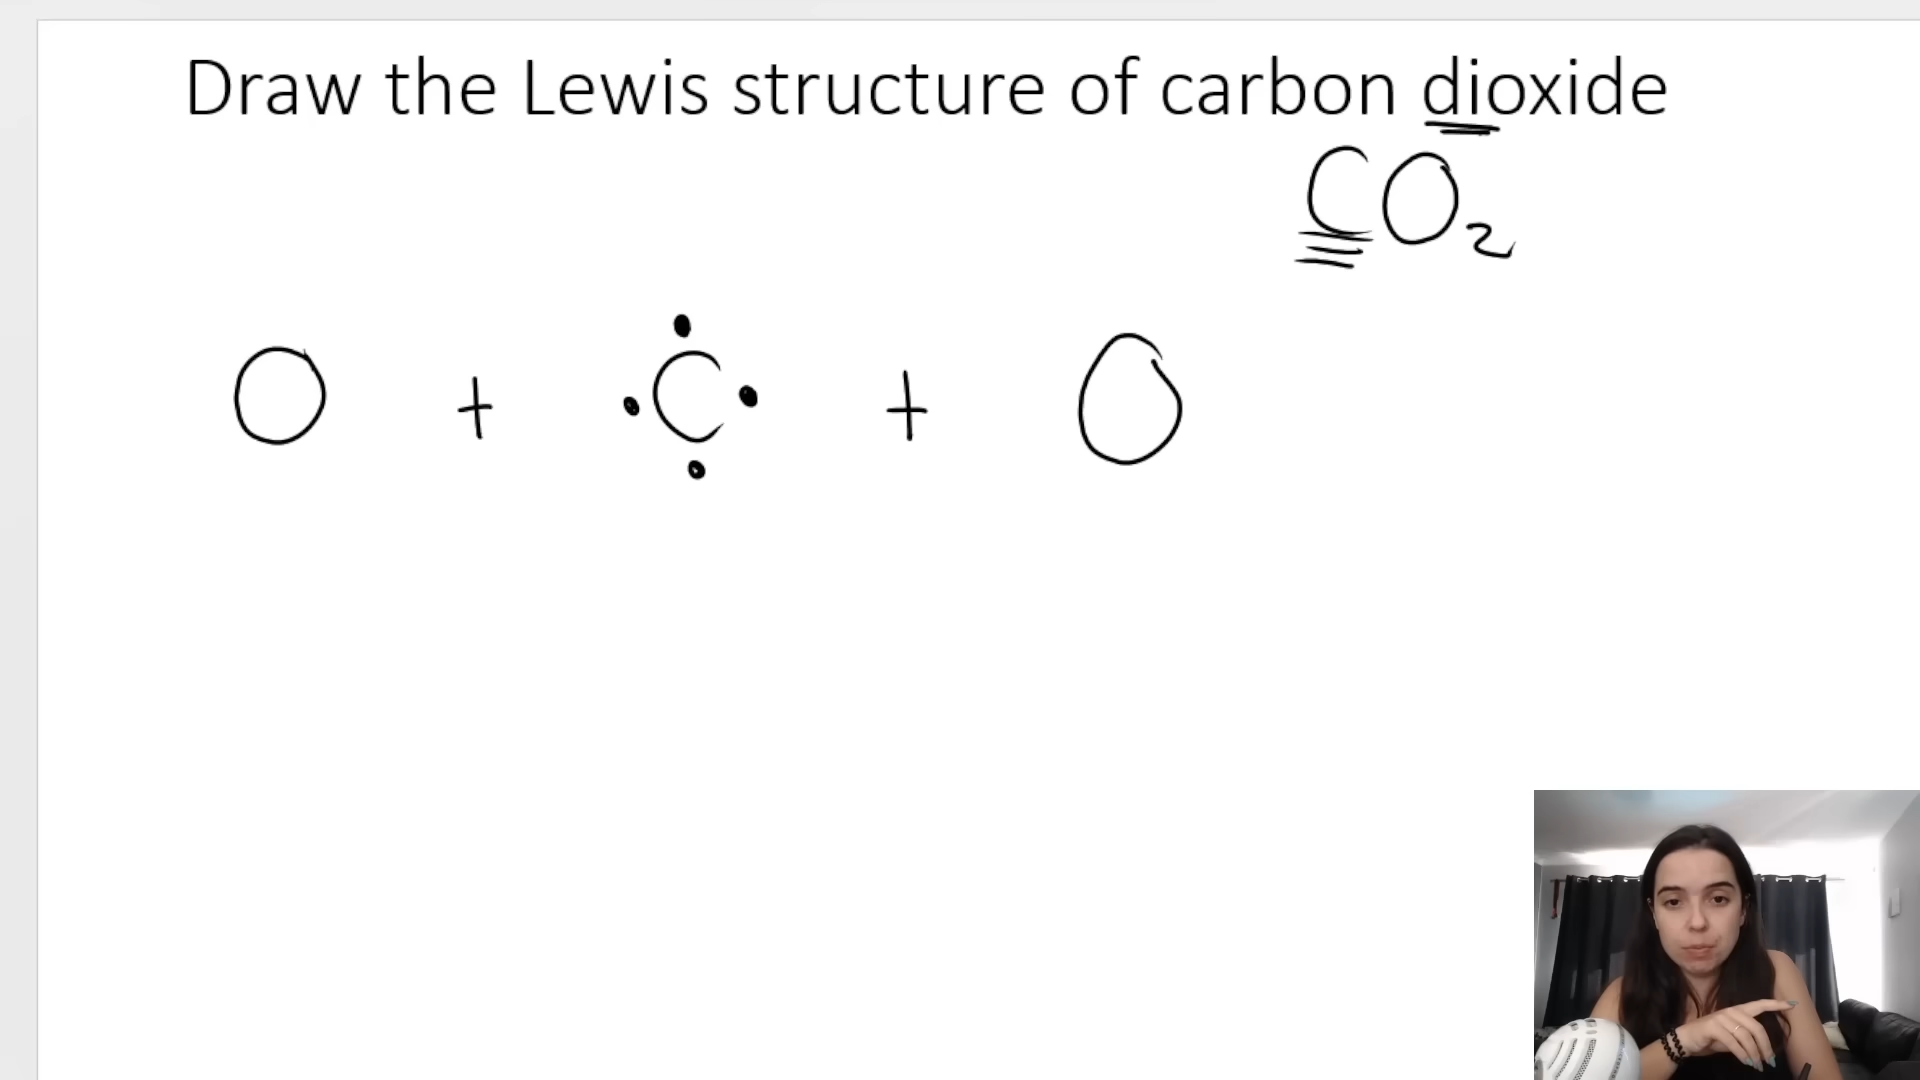 Draw the Lewis structure of carbon dioxide
CO₂
O + C + O